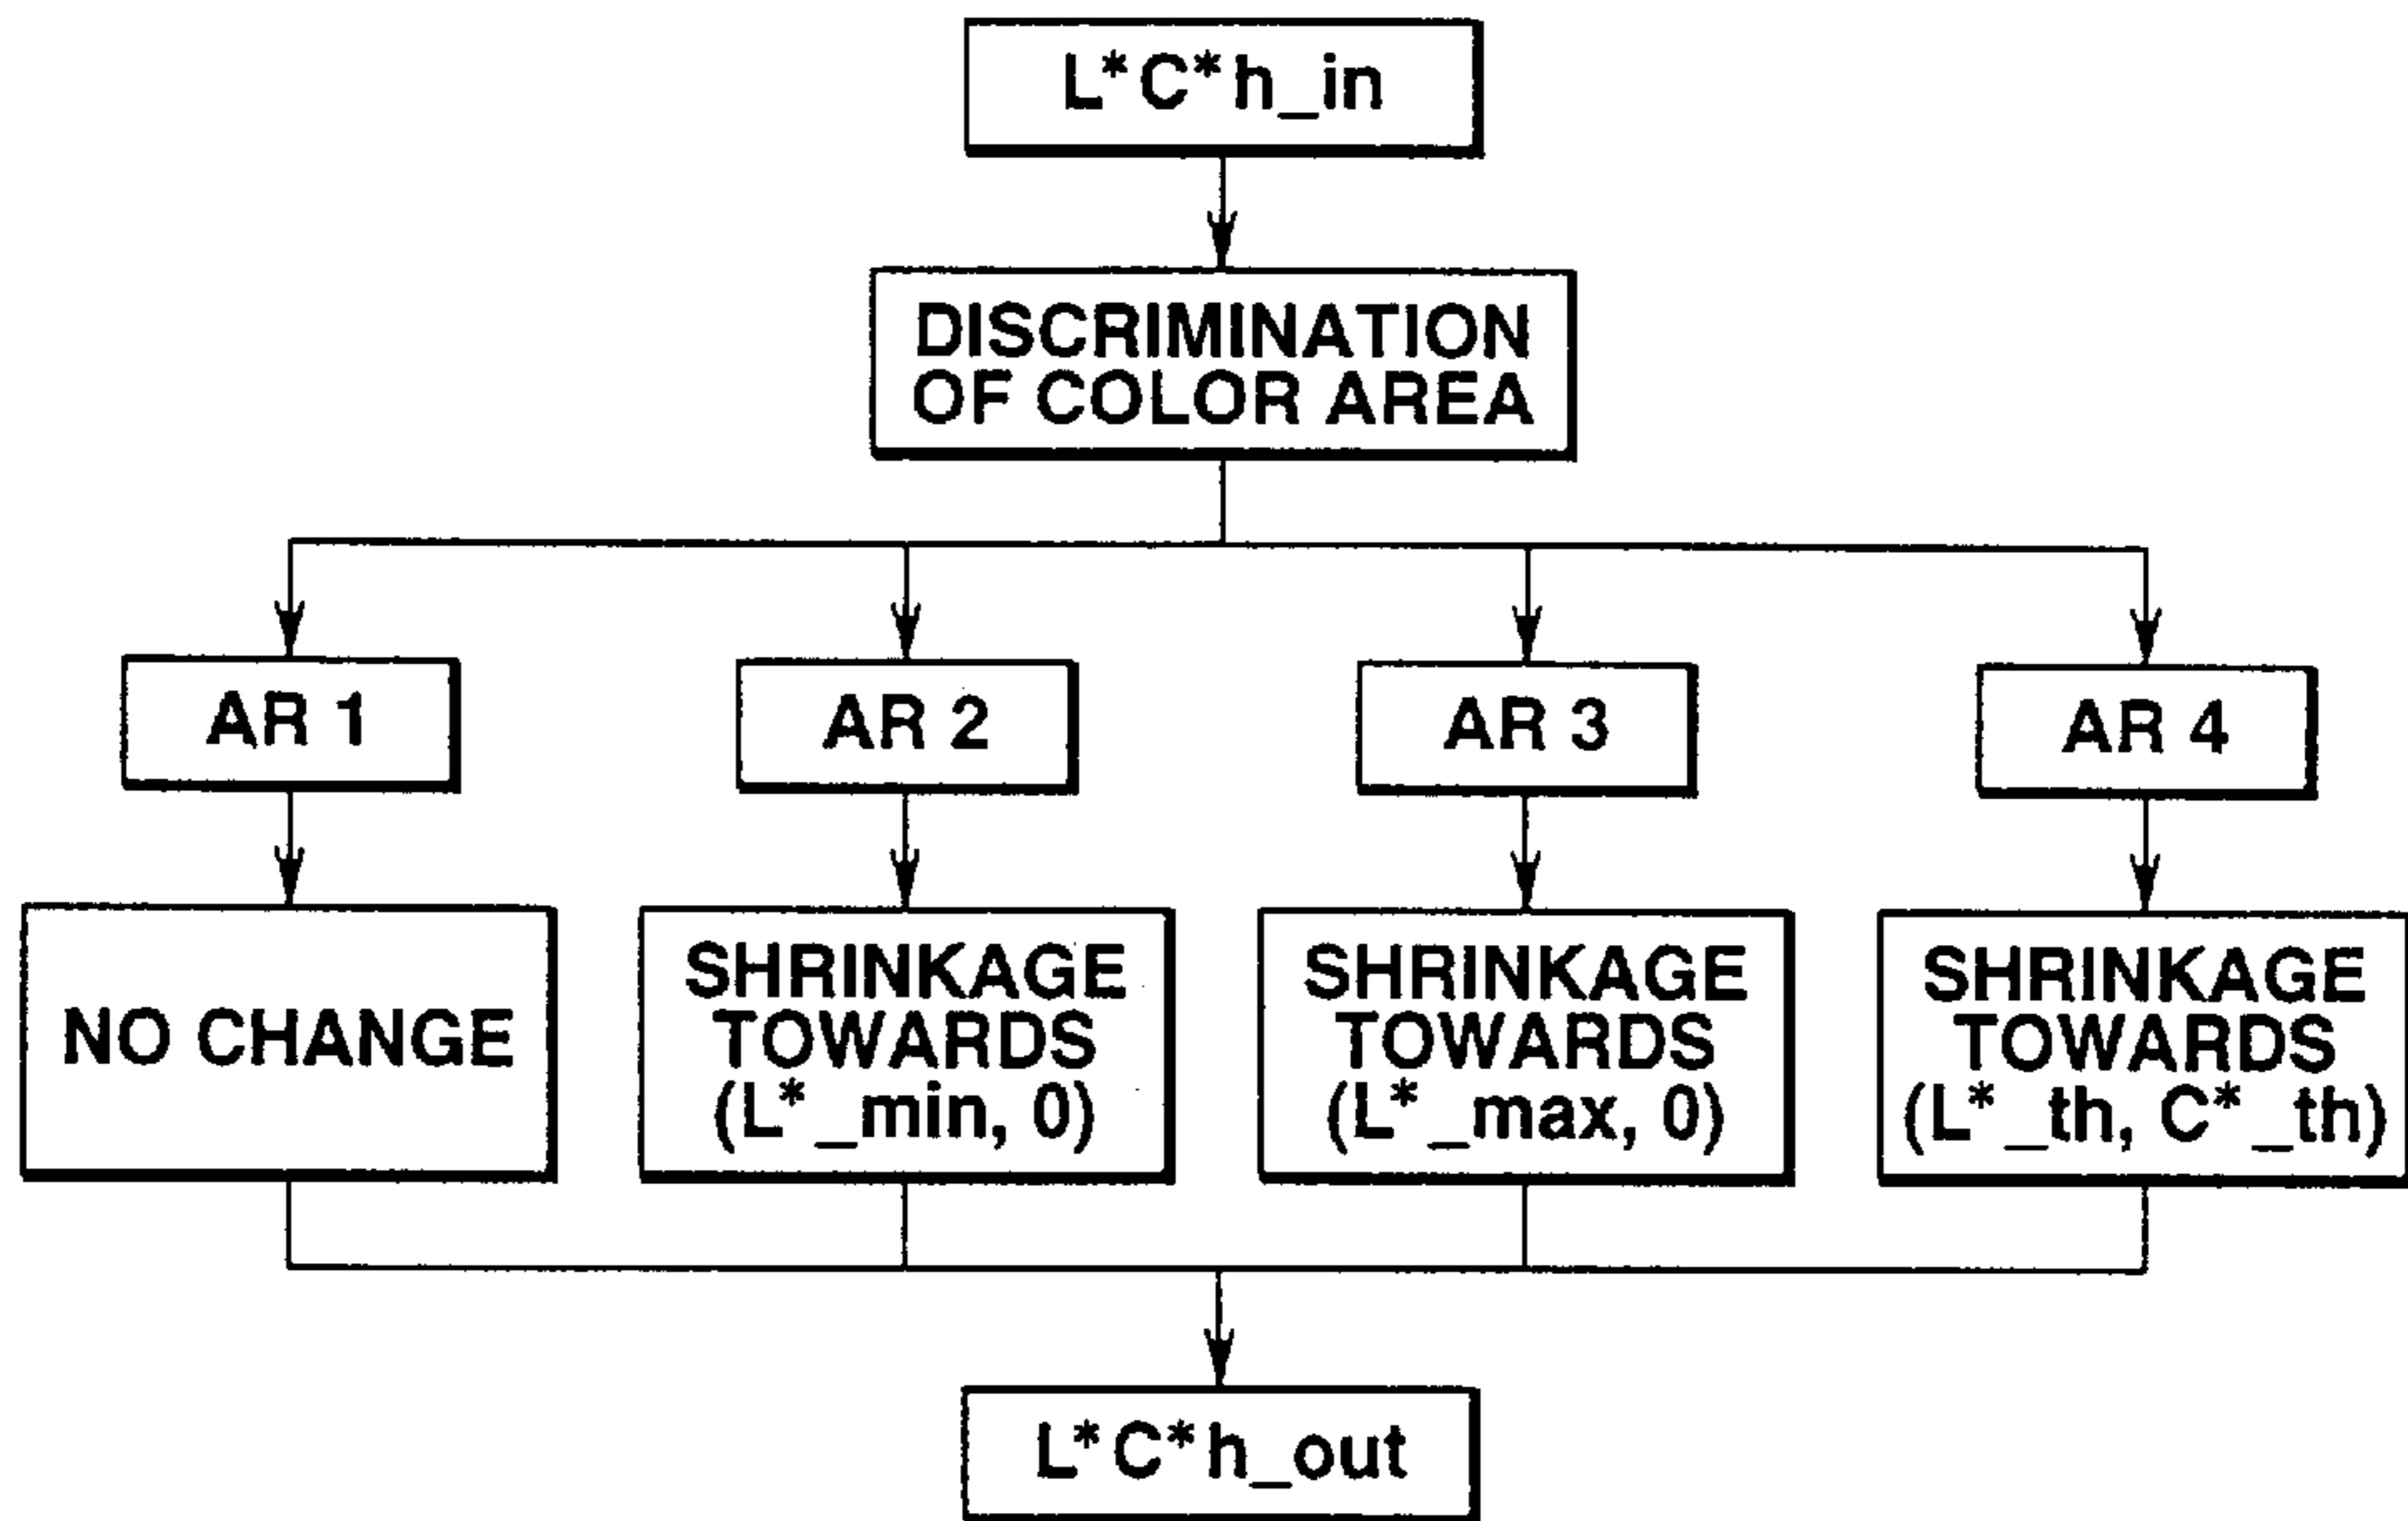 L*C*h_in
DISCRIMINATION
OF COLOR AREA
AR 1
AR 2
AR 3
AR 4
NO CHANGE
SHRINKAGE
TOWARDS
(L*_min, 0)
SHRINKAGE
TOWARDS
(L*_max, 0)
SHRINKAGE
TOWARDS
(L*_th, C*_th)
L*C*h_out